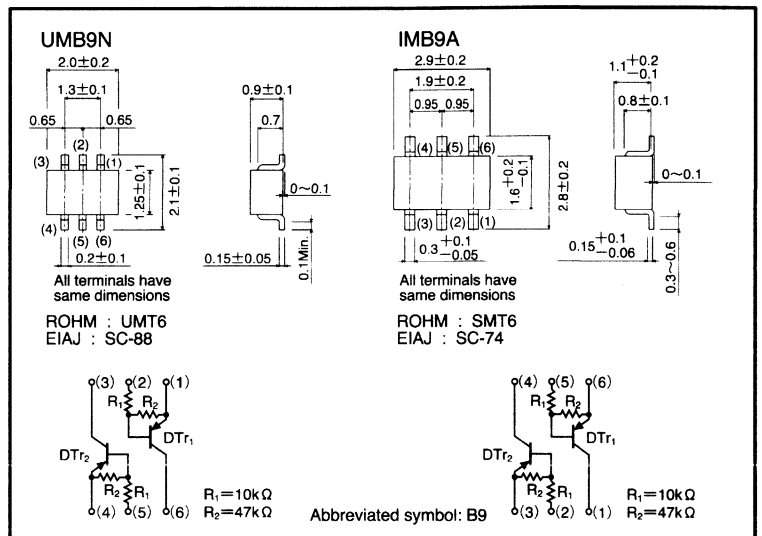 UMB9N
2.0±0.2
1.3±0.1
0.65
0.65
(2)
(3)
(1)
1.25±0.1
2.1±0.1
(4)
(5)
(6)
0.2±0.1
All terminals have
same dimensions
ROHM : UMT6
EIAJ : SC-88
0.9±0.1
0.7
0~0.1
0.15±0.05
0.1Min.
IMB9A
2.9±0.2
1.9±0.2
0.95
0.95
(4)
(5)
(6)
1.6+0.2−0.1
2.8±0.2
(3)
(2)
(1)
0.3+0.1−0.05
All terminals have
same dimensions
ROHM : SMT6
EIAJ : SC-74
1.1+0.2−0.1
0.8±0.1
0~0.1
0.15+0.1−0.06
0.3~0.6
(3)
(2)
(1)
R1
R2
DTr1
DTr2
R2
R1
(4)
(5)
(6)
R1=10kΩ
R2=47kΩ
Abbreviated symbol: B9
(4)
(5)
(6)
R1
R2
DTr1
DTr2
R2
R1
(3)
(2)
(1)
R1=10kΩ
R2=47kΩ